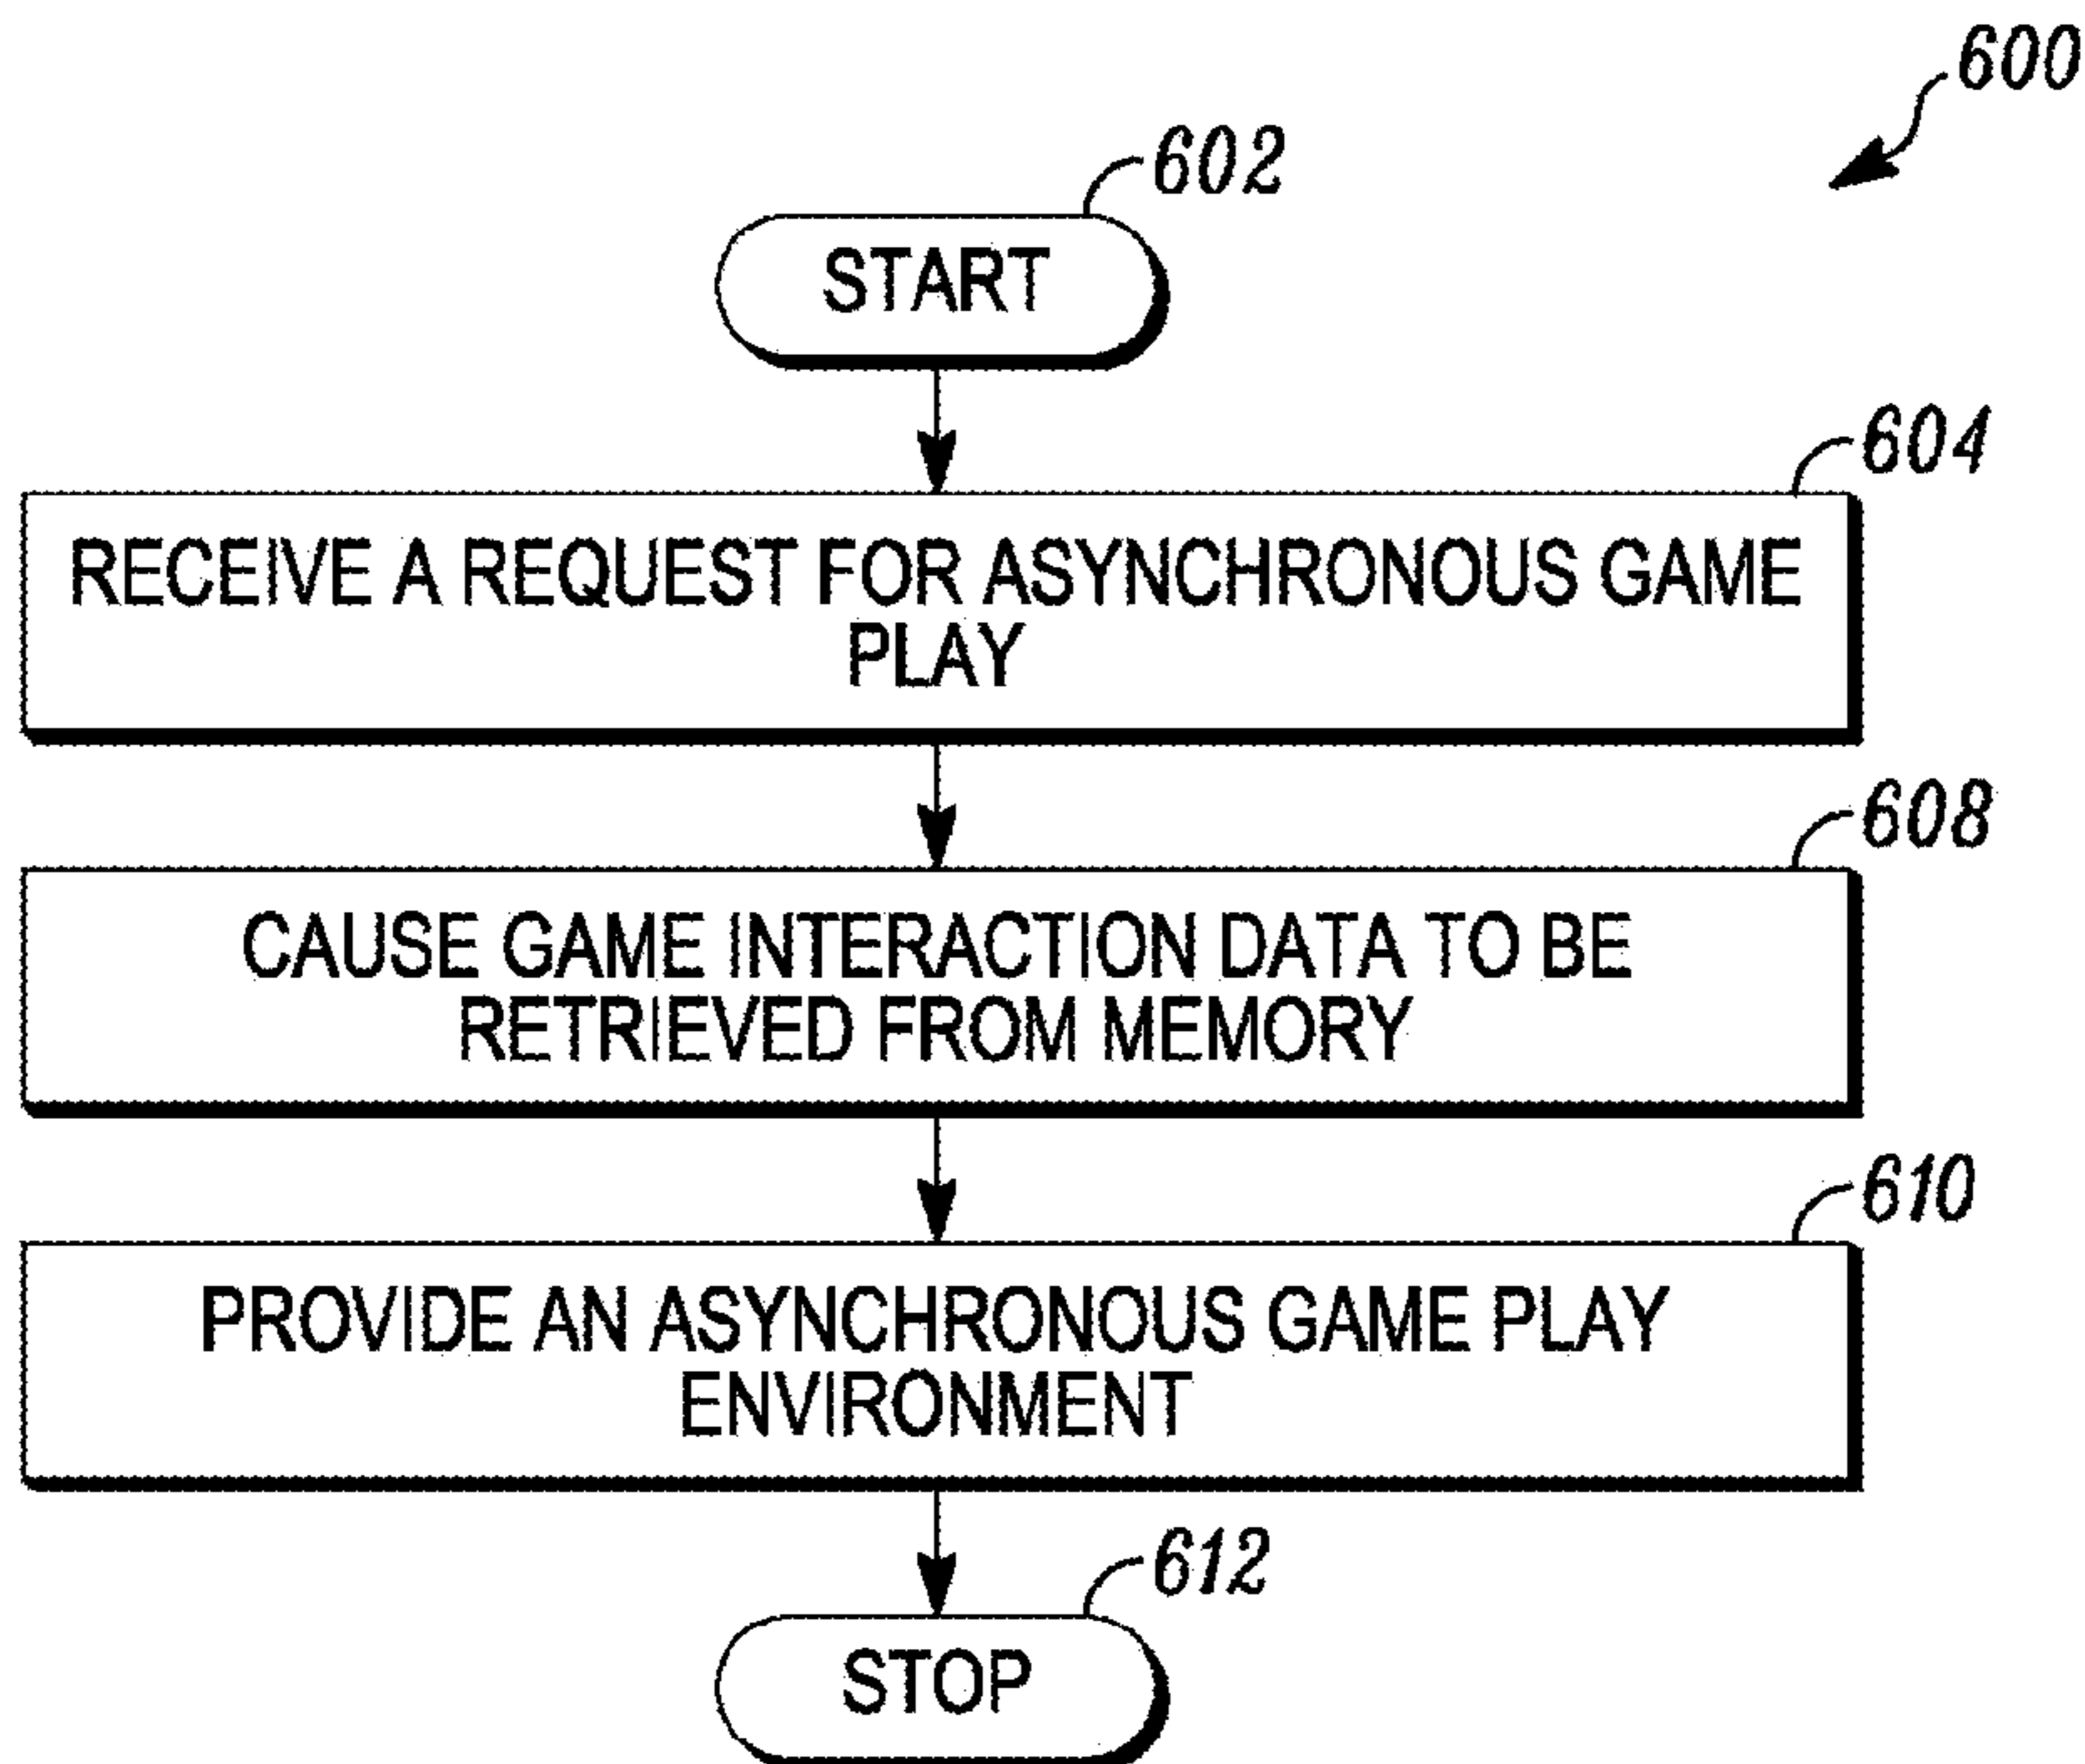 600
602
START
604
RECEIVE A REQUEST FOR ASYNCHRONOUS GAME
PLAY
608
CAUSE GAME INTERACTION DATA TO BE
RETRIEVED FROM MEMORY
610
PROVIDE AN ASYNCHRONOUS GAME PLAY
ENVIRONMENT
612
STOP